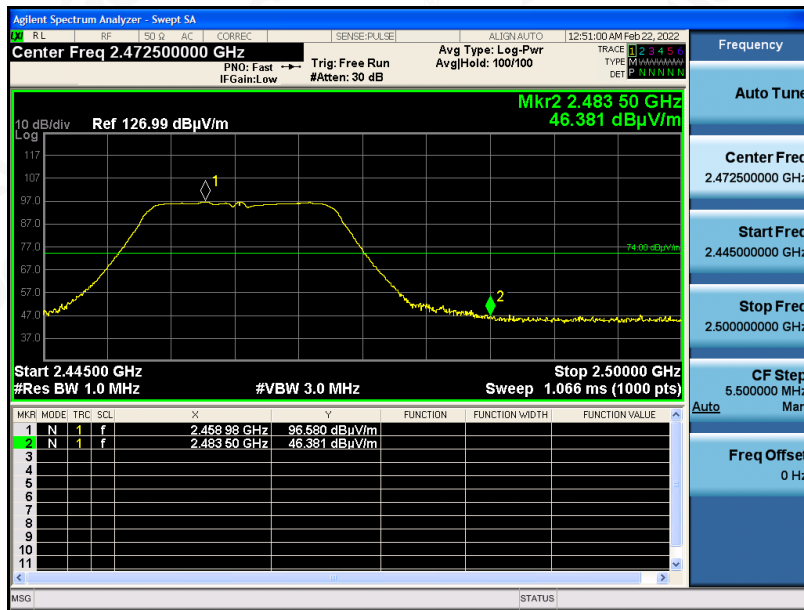 Agilent Spectrum Analyzer - Swept SA
LXI RL RF 50 Ω AC CORREC SENSE:PULSE ALIGN AUTO 12:51:00 AM Feb 22, 2022
Center Freq 2.472500000 GHz
PNO: Fast
IFGain:Low
Trig: Free Run
#Atten: 30 dB
Avg Type: Log-Pwr
Avg|Hold: 100/100
TRACE 1 2 3 4 5 6
TYPE M WWWWW
DET P N N N N N
Mkr2 2.483 50 GHz
46.381 dBµV/m
10 dB/div Ref 126.99 dBµV/m
Log
117
107
97.0
87.0
77.0
67.0
57.0
47.0
37.0
1
74.00 dBµV/m
2
Start 2.44500 GHz
Stop 2.50000 GHz
#Res BW 1.0 MHz
#VBW 3.0 MHz
Sweep 1.066 ms (1000 pts)
MKR MODE TRC SCL X Y FUNCTION FUNCTION WIDTH FUNCTION VALUE
1 N 1 f 2.458 98 GHz 96.580 dBµV/m
2 N 1 f 2.483 50 GHz 46.381 dBµV/m
3
4
5
6
7
8
9
10
11
MSG
STATUS
Frequency
Auto Tune
Center Freq
2.472500000 GHz
Start Freq
2.445000000 GHz
Stop Freq
2.500000000 GHz
CF Step
5.500000 MHz
Auto Man
Freq Offset
0 Hz